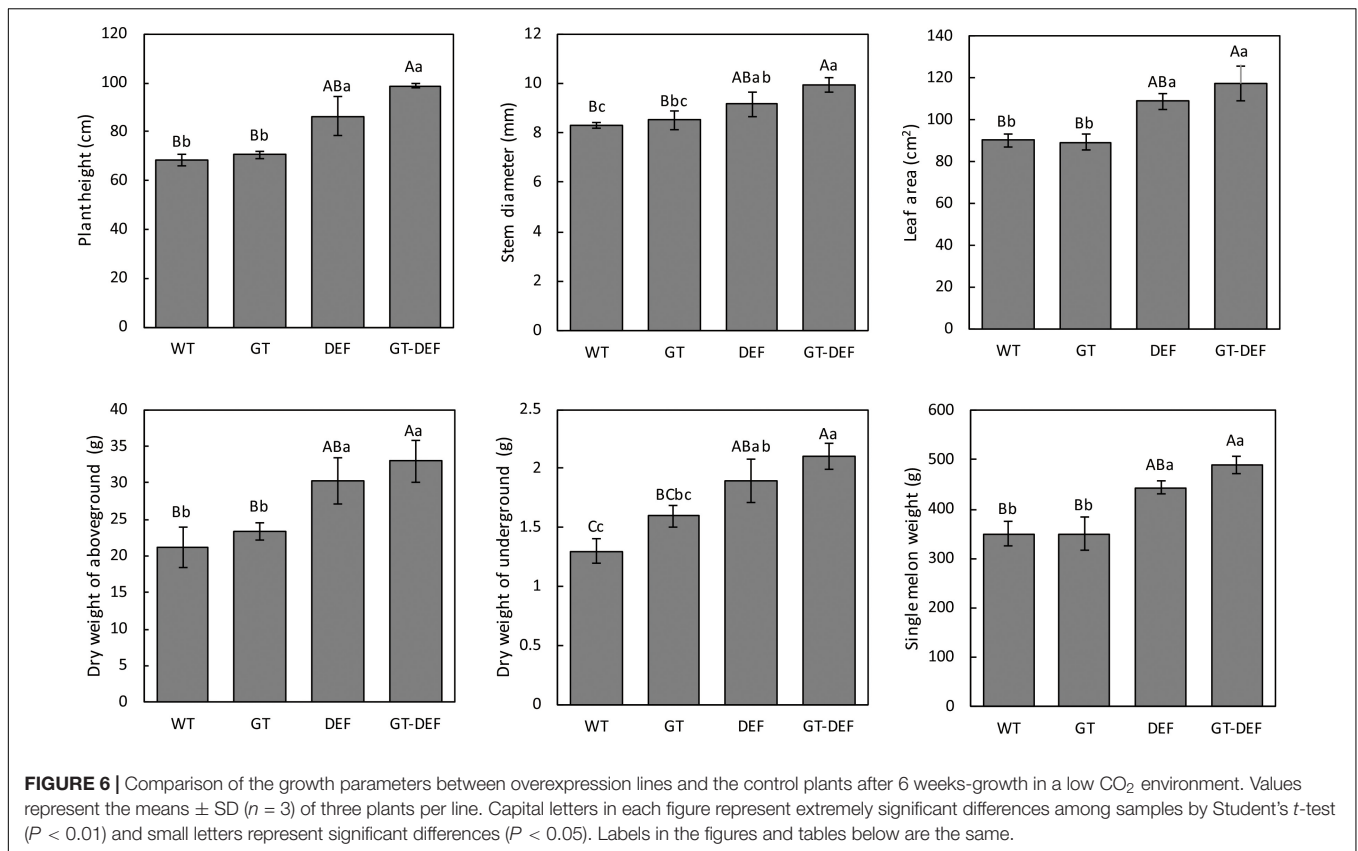 120
100
80
60
40
20
0
Plant height (cm)
Bb
Bb
ABa
Aa
WT GT DEF GT-DEF
12
10
8
6
4
2
0
Stem diameter (mm)
Bc
Bbc
ABab
Aa
WT GT DEF GT-DEF
140
120
100
80
60
40
20
0
Leaf area (cm²)
Bb
Bb
ABa
Aa
WT GT DEF GT-DEF
40
35
30
25
20
15
10
5
0
Dry weight of aboveground (g)
Bb
Bb
ABa
Aa
WT GT DEF GT-DEF
2.5
2
1.5
1
0.5
0
Dry weight of underground (g)
Cc
BCbc
ABab
Aa
WT GT DEF GT-DEF
600
500
400
300
200
100
0
Single melon weight (g)
Bb
Bb
ABa
Aa
WT GT DEF GT-DEF
FIGURE 6 | Comparison of the growth parameters between overexpression lines and the control plants after 6 weeks-growth in a low CO₂ environment. Values
represent the means ± SD (n = 3) of three plants per line. Capital letters in each figure represent extremely significant differences among samples by Student's t-test
(P < 0.01) and small letters represent significant differences (P < 0.05). Labels in the figures and tables below are the same.